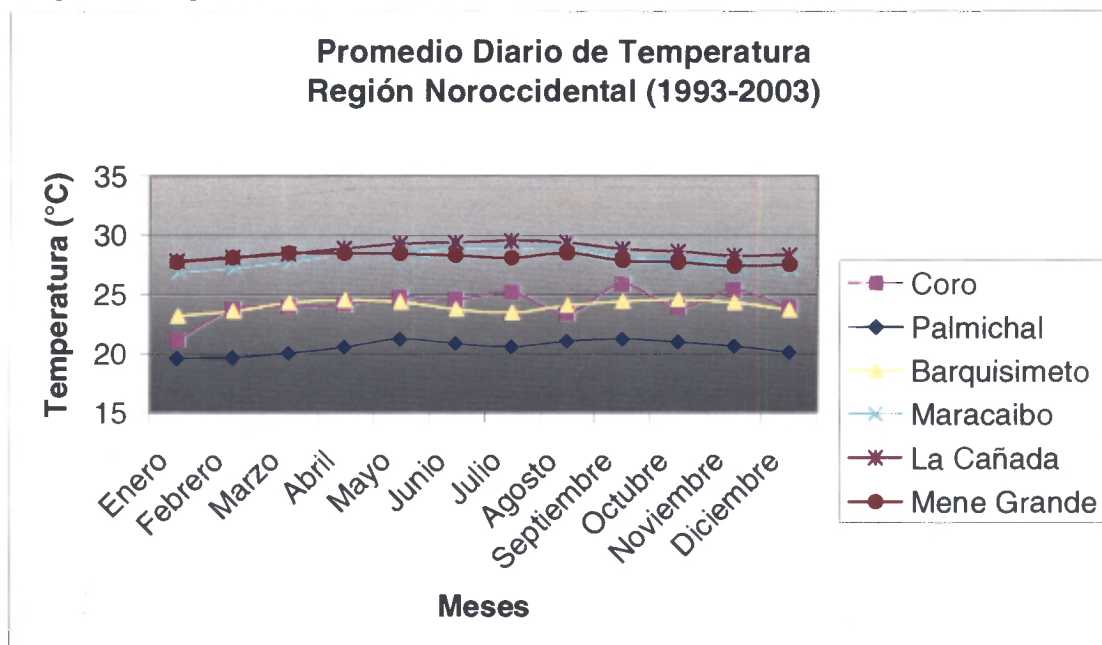 Promedio Diario de Temperatura
Región Noroccidental (1993-2003)
Temperatura (°C)
35
30
25
20
15
Enero
Febrero
Marzo
Abril
Mayo
Junio
Julio
Agosto
Septiembre
Octubre
Noviembre
Diciembre
Meses
Coro
Palmichal
Barquisimeto
Maracaibo
La Cañada
Mene Grande